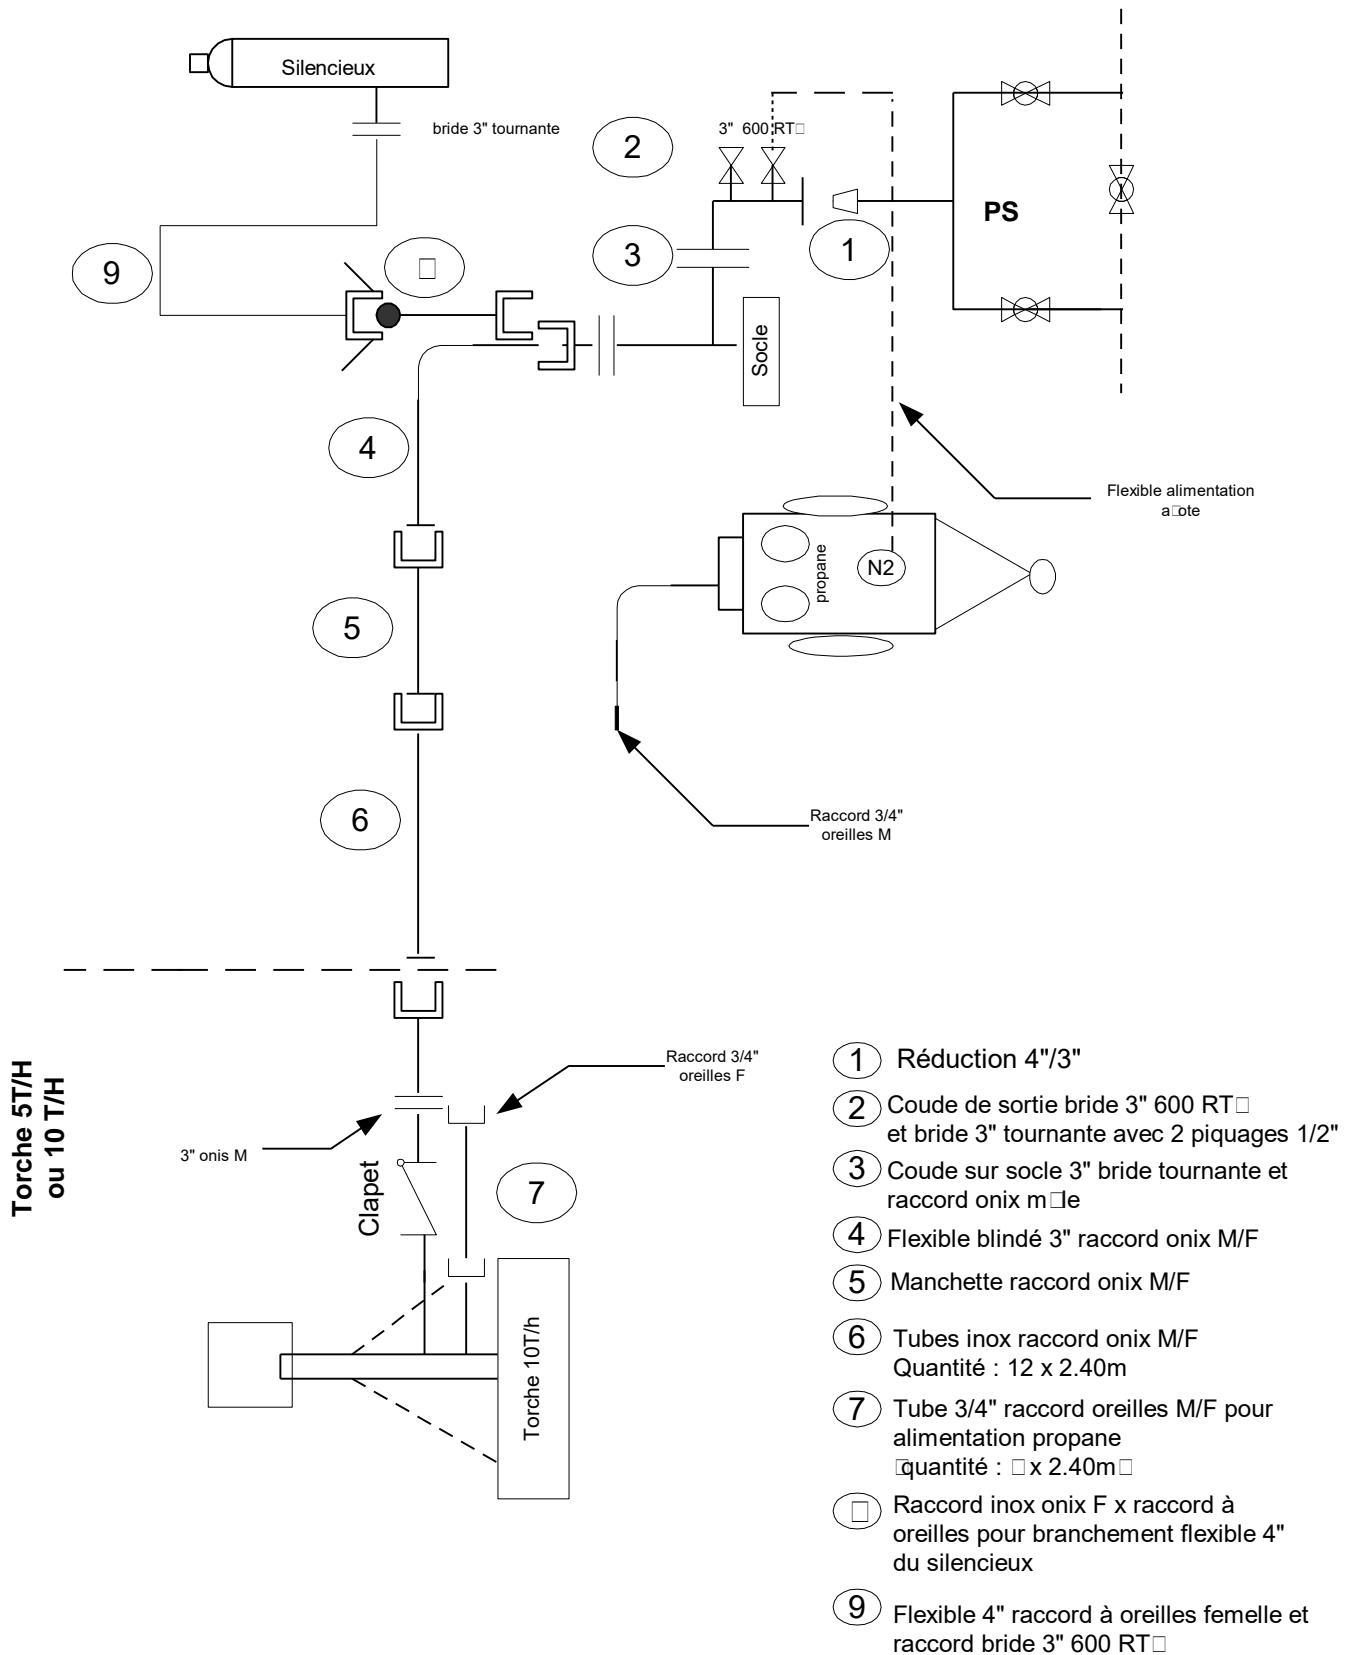 Silencieux
bride 3" tournante
2
3" 600 RT□
PS
3
1
9
□
Socle
4
Flexible alimentation
a□ote
propane
N2
5
Raccord 3/4"
oreilles M
6
Torche 5T/H
ou 10 T/H
Raccord 3/4"
oreilles F
3" onis M
Clapet
7
Torche 10T/h
1 Réduction 4"/3"
2 Coude de sortie bride 3" 600 RT□
et bride 3" tournante avec 2 piquages 1/2"
3 Coude sur socle 3" bride tournante et
raccord onix m□le
4 Flexible blindé 3" raccord onix M/F
5 Manchette raccord onix M/F
6 Tubes inox raccord onix M/F
Quantité : 12 x 2.40m
7 Tube 3/4" raccord oreilles M/F pour
alimentation propane
□quantité : □ x 2.40m□
□ Raccord inox onix F x raccord à
oreilles pour branchement flexible 4"
du silencieux
9 Flexible 4" raccord à oreilles femelle et
raccord bride 3" 600 RT□